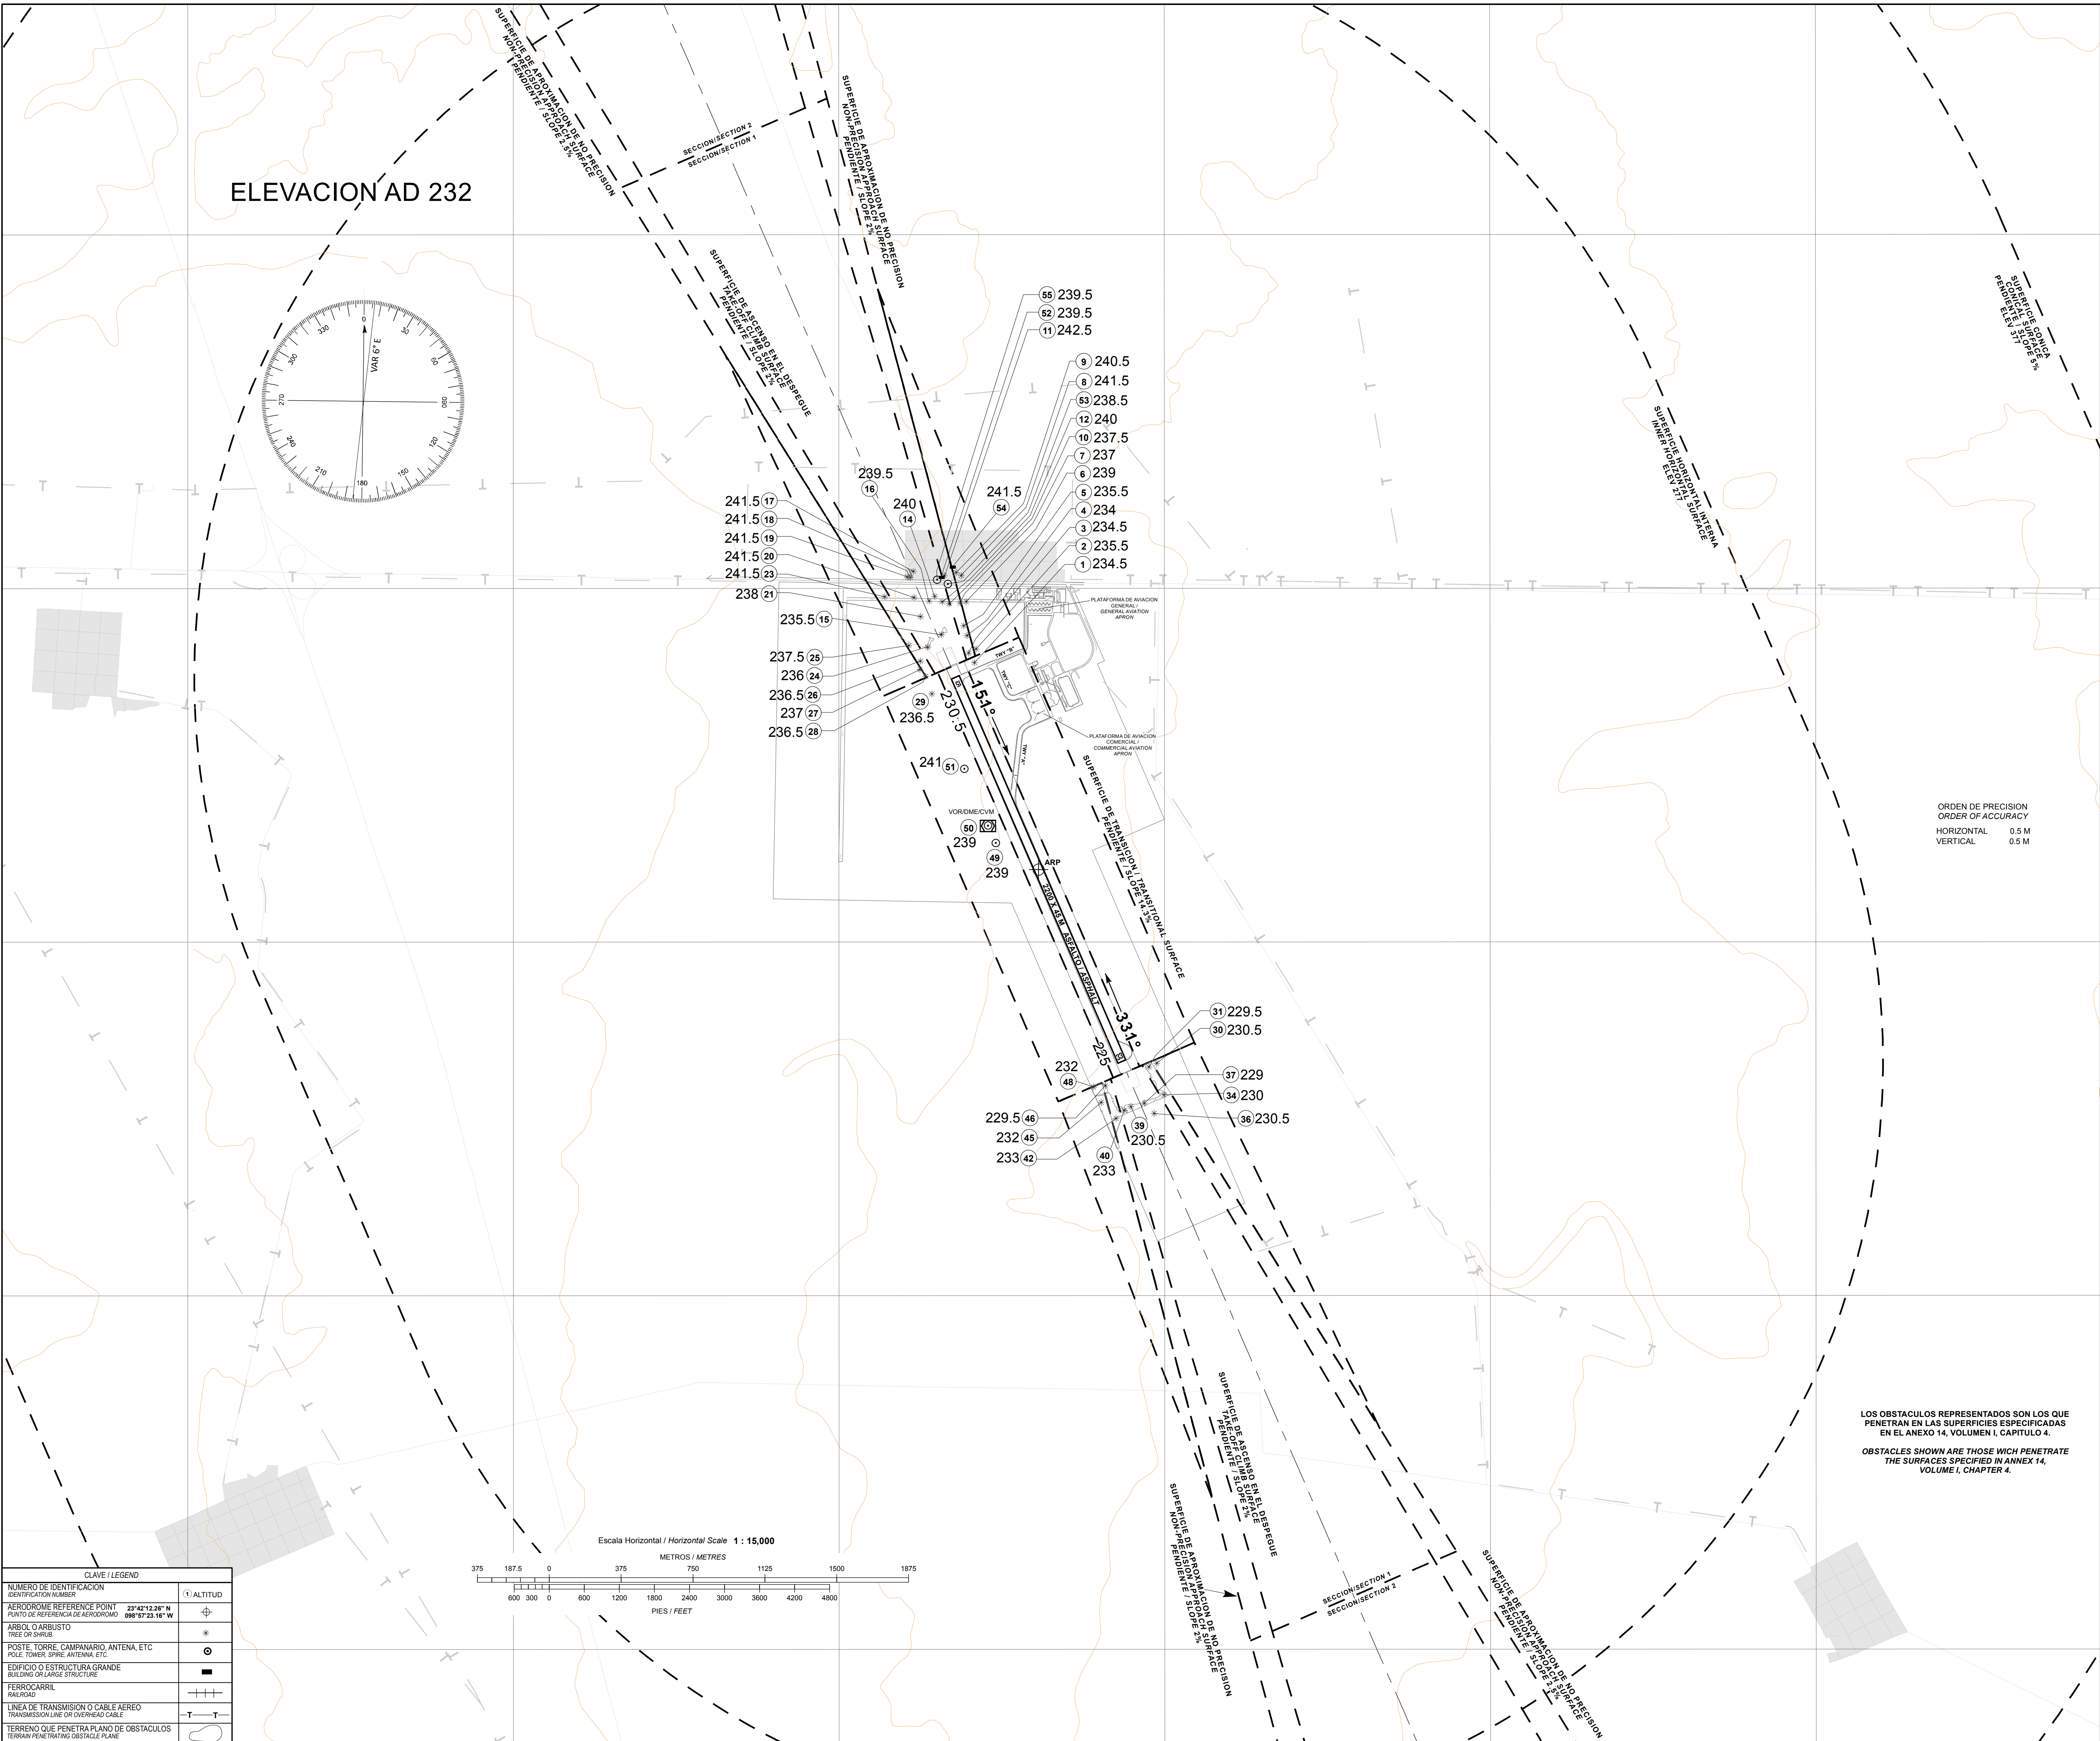 SUPERFICIE DE APROXIMACION DE NO PRECISION
NON-PRECISION APPROACH SURFACE
PENDIENTE / SLOPE 2.5%
SECCION/SECTION 2
SECCION/SECTION 1
SUPERFICIE DE APROXIMACION DE NO PRECISION
NON-PRECISION APPROACH SURFACE
PENDIENTE / SLOPE 2%
ELEVACION AD 232
SUPERFICIE DE ASCENSO EN EL DESPEGUE
TAKE-OFF CLIMB SURFACE
PENDIENTE / SLOPE 2%
SUPERFICIE CONICA
CONICAL SURFACE
PENDIENTE / SLOPE 5%
ELEV 377
SUPERFICIE HORIZONTAL INTERNA
INNER HORIZONTAL SURFACE
ELEV 277
0
30
60
090
120
150
180
210
240
270
300
330
VAR 6° E
55 239.5
52 239.5
11 242.5
9 240.5
8 241.5
53 238.5
12 240
10 237.5
7 237
6 239
5 235.5
4 234
3 234.5
2 235.5
1 234.5
239.5
16
240
14
241.5
54
241.5 17
241.5 18
241.5 19
241.5 20
241.5 23
238 21
235.5 15
237.5 25
236 24
236.5 26
237 27
236.5 28
29
236.5
230.5
151°
TWY "B"
TWY "C"
TWY "A"
PLATAFORMA DE AVIACION
GENERAL /
GENERAL AVIATION
APRON
PLATAFORMA DE AVIACION
COMERCIAL /
COMMERCIAL AVIATION
APRON
241 51
VOR/DME/CVM
50
239
49
239
ARP
2200 X 45 M ASFALTO / ASPHALT
SUPERFICIE DE TRANSICION / TRANSITIONAL SURFACE
PENDIENTE / SLOPE 14.3%
ORDEN DE PRECISION
ORDER OF ACCURACY
HORIZONTAL 0.5 M
VERTICAL 0.5 M
331°
225
31 229.5
30 230.5
37 229
34 230
36 230.5
232
48
229.5 46
232 45
233 42
39
230.5
40
233
SUPERFICIE DE ASCENSO EN EL DESPEGUE
TAKE-OFF CLIMB SURFACE
PENDIENTE / SLOPE 2%
SUPERFICIE DE APROXIMACION DE NO PRECISION
NON-PRECISION APPROACH SURFACE
PENDIENTE / SLOPE 2%
SECCION/SECTION 1
SECCION/SECTION 2
SUPERFICIE DE APROXIMACION DE NO PRECISION
NON-PRECISION APPROACH SURFACE
PENDIENTE / SLOPE 2.5%
LOS OBSTACULOS REPRESENTADOS SON LOS QUE
PENETRAN EN LAS SUPERFICIES ESPECIFICADAS
EN EL ANEXO 14, VOLUMEN I, CAPITULO 4.
OBSTACLES SHOWN ARE THOSE WICH PENETRATE
THE SURFACES SPECIFIED IN ANNEX 14,
VOLUME I, CHAPTER 4.
Escala Horizontal / Horizontal Scale 1 : 15,000
METROS / METRES
375 187.5 0 375 750 1125 1500 1875
600 300 0 600 1200 1800 2400 3000 3600 4200 4800
PIES / FEET
CLAVE / LEGEND
NUMERO DE IDENTIFICACION
IDENTIFICATION NUMBER
1 ALTITUD
AERODROME REFERENCE POINT 23°42'12.26" N
PUNTO DE REFERENCIA DE AERODROMO 098°57'23.16" W
ARBOL O ARBUSTO
TREE OR SHRUB.
POSTE, TORRE, CAMPANARIO, ANTENA, ETC
POLE, TOWER, SPIRE, ANTENNA, ETC.
EDIFICIO O ESTRUCTURA GRANDE
BUILDING OR LARGE STRUCTURE
FERROCARRIL
RAILROAD
LINEA DE TRANSMISION O CABLE AEREO
TRANSMISSION LINE OR OVERHEAD CABLE
TERRENO QUE PENETRA PLANO DE OBSTACULOS
TERRAIN PENETRATING OBSTACLE PLANE